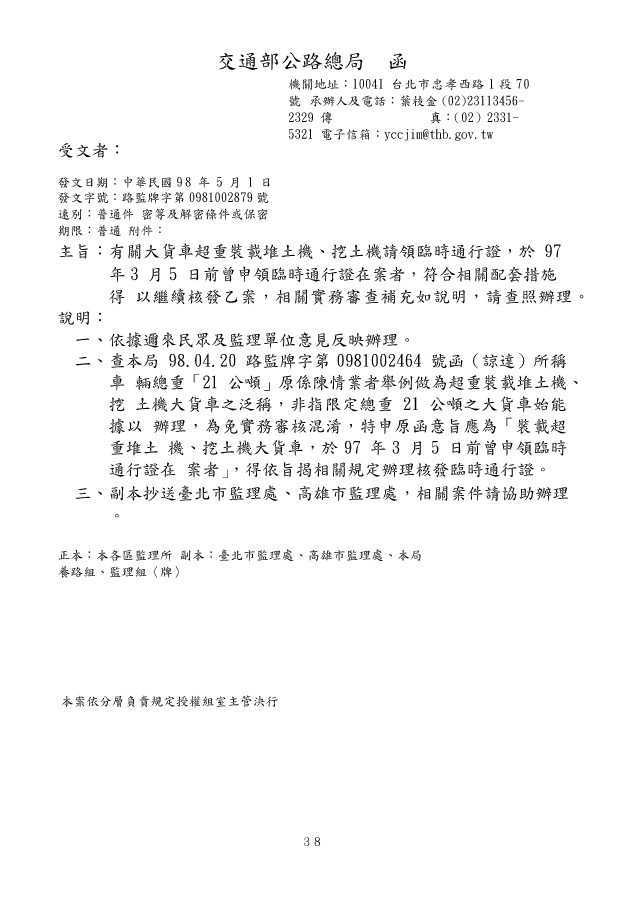 交通部公路總局　函
機關地址：10041 台北市忠孝西路 1 段 70
號 承辦人及電話：葉枝金 (02)23113456-
2329 傳　　　　　　　真：(02) 2331-
5321 電子信箱：yccjim@thb.gov.tw
受文者：
發文日期：中華民國 98 年 5 月 1 日
發文字號：路監牌字第 0981002879 號
速別：普通件 密等及解密條件或保密
期限：普通 附件：
主旨：有關大貨車超重裝載堆土機、挖土機請領臨時通行證，於 97
年 3 月 5 日前曾申領臨時通行證在案者，符合相關配套措施
得 以繼續核發乙案，相關實務審查補充如說明，請查照辦理。
說明：
一、依據邇來民眾及監理單位意見反映辦理。
二、查本局 98.04.20 路監牌字第 0981002464 號函（諒達）所稱
車 輛總重「21 公噸」原係陳情業者舉例做為超重裝載堆土機、
挖 土機大貨車之泛稱，非指限定總重 21 公噸之大貨車始能
據以 辦理，為免實務審核混淆，特申原函意旨應為「裝載超
重堆土 機、挖土機大貨車，於 97 年 3 月 5 日前曾申領臨時
通行證在 案者」，得依旨揭相關規定辦理核發臨時通行證。
三、副本抄送臺北市監理處、高雄市監理處，相關案件請協助辦理
。
正本：本各區監理所 副本：臺北市監理處、高雄市監理處、本局
養路組、監理組〈牌〉
本案依分層負責規定授權組室主管決行
38